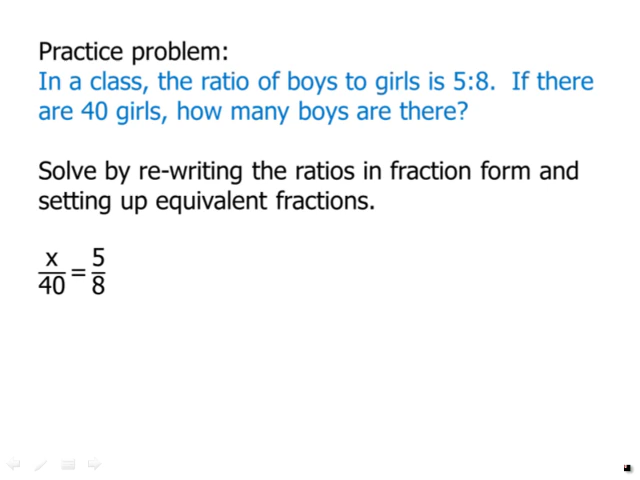 Practice problem:
In a class, the ratio of boys to girls is 5:8.  If there
are 40 girls, how many boys are there?
Solve by re-writing the ratios in fraction form and
setting up equivalent fractions.
x/40 = 5/8